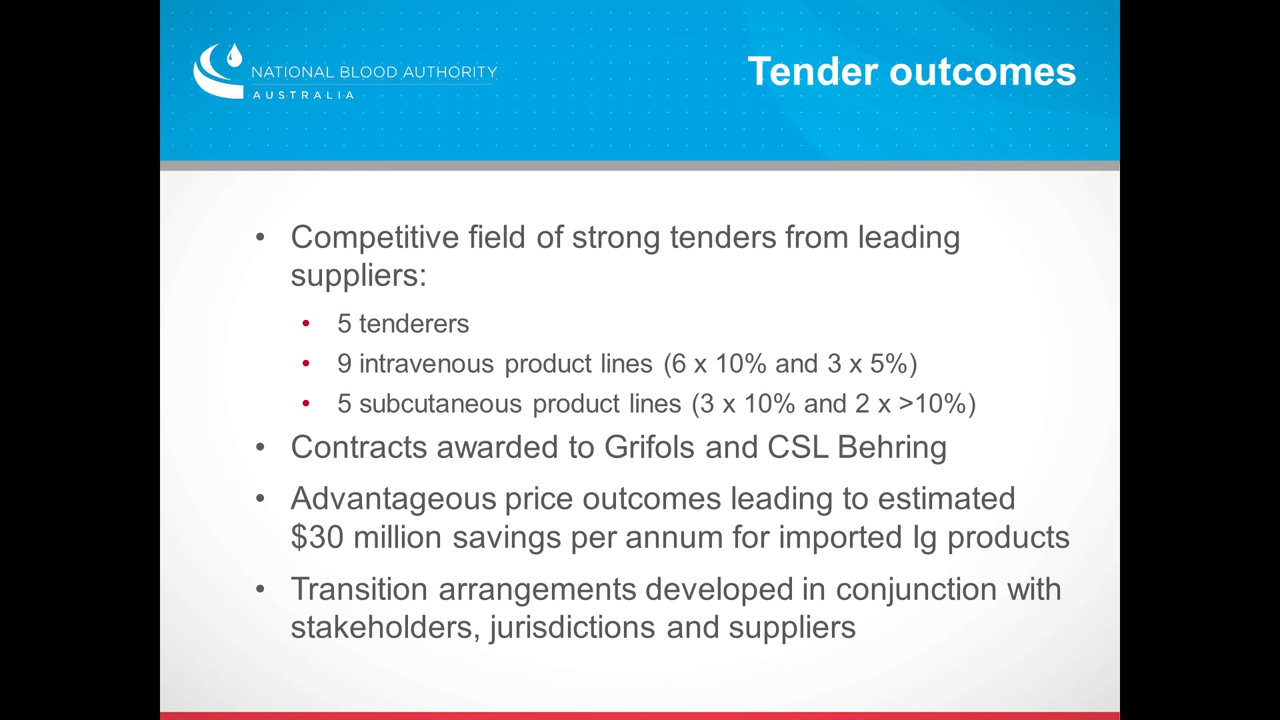 NATIONAL BLOOD AUTHORITY
AUSTRALIA
Tender outcomes
• Competitive field of strong tenders from leading
suppliers:
• 5 tenderers
• 9 intravenous product lines (6 x 10% and 3 x 5%)
• 5 subcutaneous product lines (3 x 10% and 2 x >10%)
• Contracts awarded to Grifols and CSL Behring
• Advantageous price outcomes leading to estimated
$30 million savings per annum for imported Ig products
• Transition arrangements developed in conjunction with
stakeholders, jurisdictions and suppliers